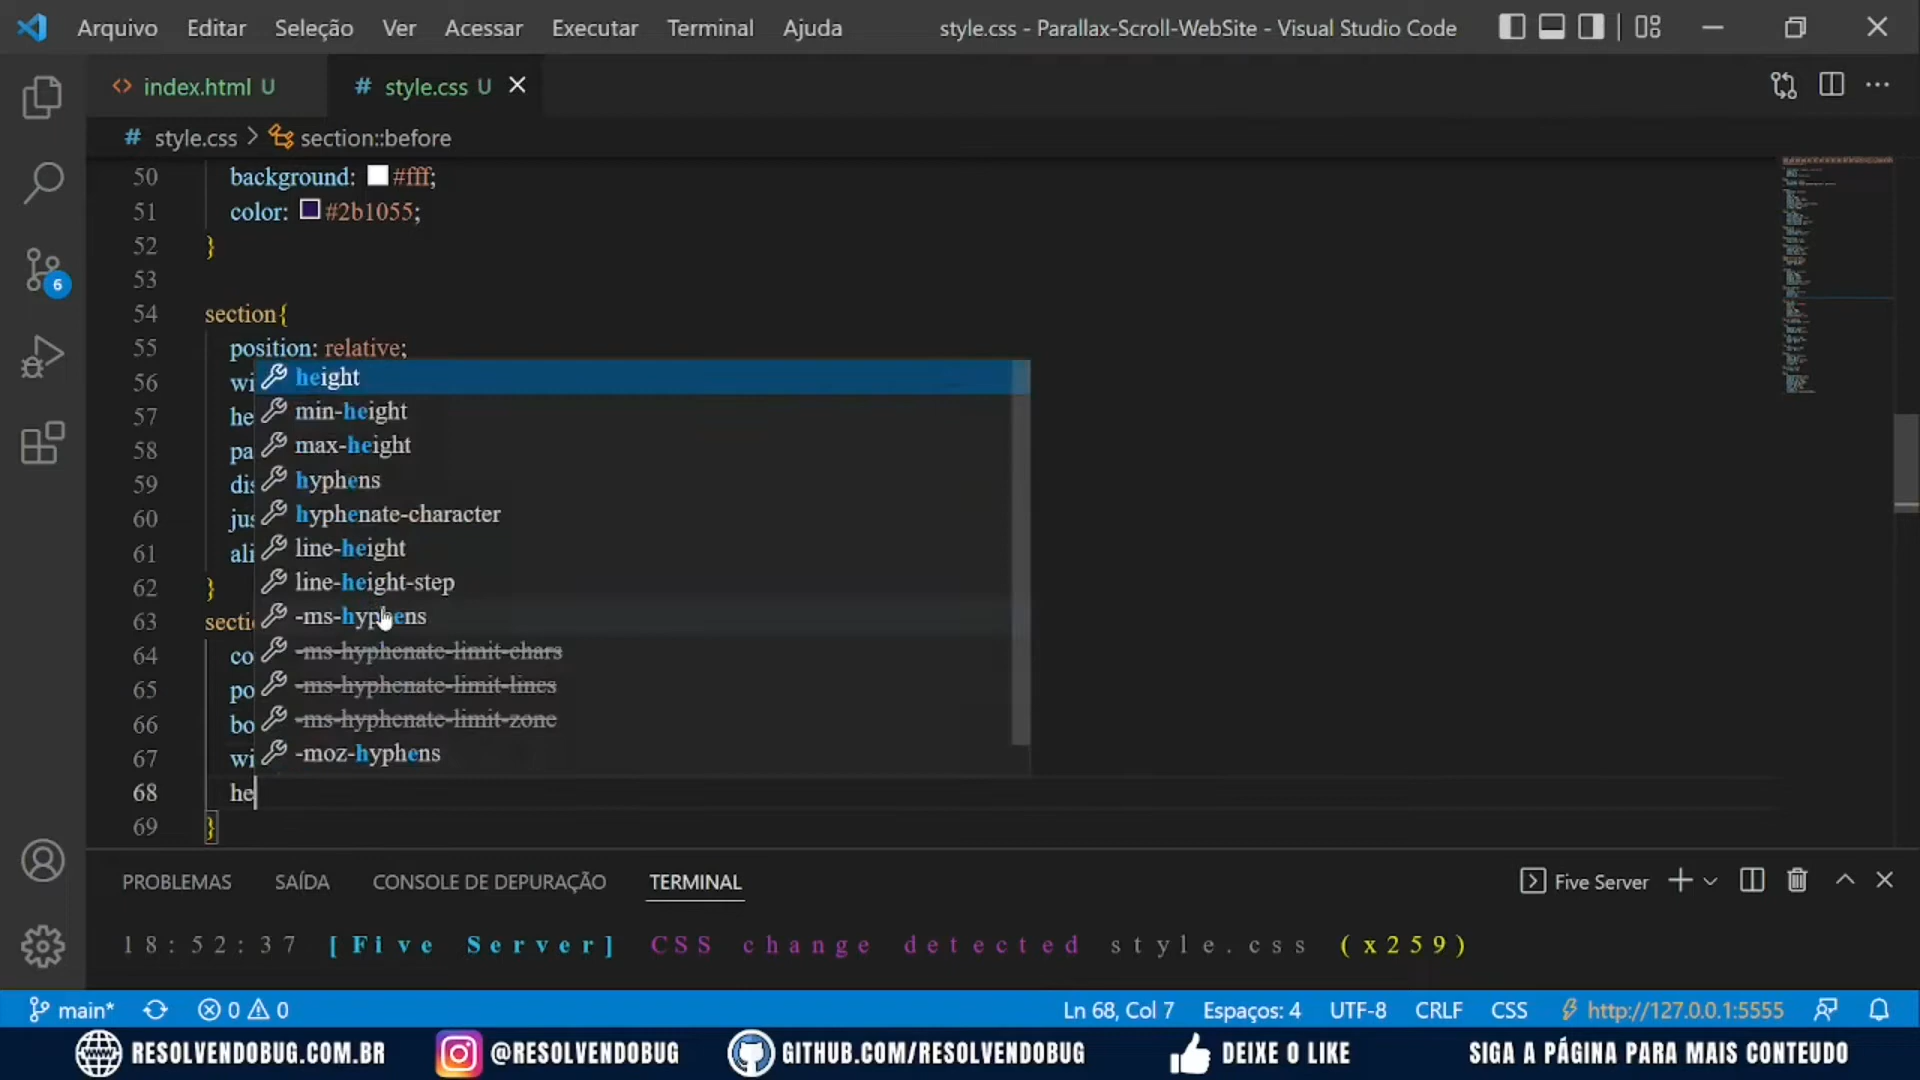 Arquivo Editar Seleção Ver Acessar Executar Terminal Ajuda style.css - Parallax-Scroll-WebSite - Visual Studio Code
index.html U # style.css U
# style.css > section::before
50 background: #fff;
51 color: #2b1055;
52 }
53
54 section{
55 position: relative;
56 wi
57 he
58 pa
59 dis
60 jus
61 ali
62 }
63 secti
64 co
65 po
66 bo
67 wi
68 he
69 }
height
min-height
max-height
hyphens
hyphenate-character
line-height
line-height-step
-ms-hyphens
-ms-hyphenate-limit-chars
-ms-hyphenate-limit-lines
-ms-hyphenate-limit-zone
-moz-hyphens
6
PROBLEMAS SAÍDA CONSOLE DE DEPURAÇÃO TERMINAL Five Server
18:52:37 [Five Server] CSS change detected style.css (x259)
main* 0 0 Ln 68, Col 7 Espaços: 4 UTF-8 CRLF CSS http://127.0.0.1:5555
RESOLVENDOBUG.COM.BR @RESOLVENDOBUG GITHUB.COM/RESOLVENDOBUG DEIXE O LIKE SIGA A PÁGINA PARA MAIS CONTEUDO